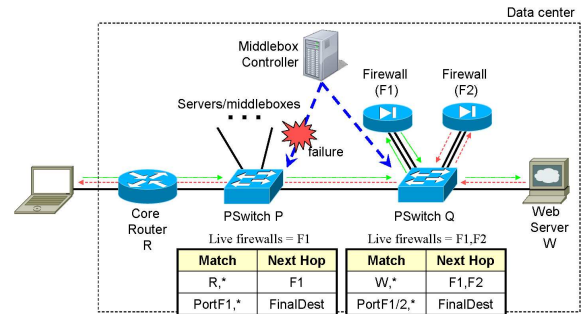 Data center
Middlebox
Controller
Firewall
(F1)
Firewall
(F2)
Servers/middleboxes
failure
Core
Router
R
PSwitch P
PSwitch Q
Web
Server
W
Live firewalls = F1
Live firewalls = F1,F2
Match Next Hop
R,* F1
PortF1,* FinalDest
Match Next Hop
W,* F1,F2
PortF1/2,* FinalDest